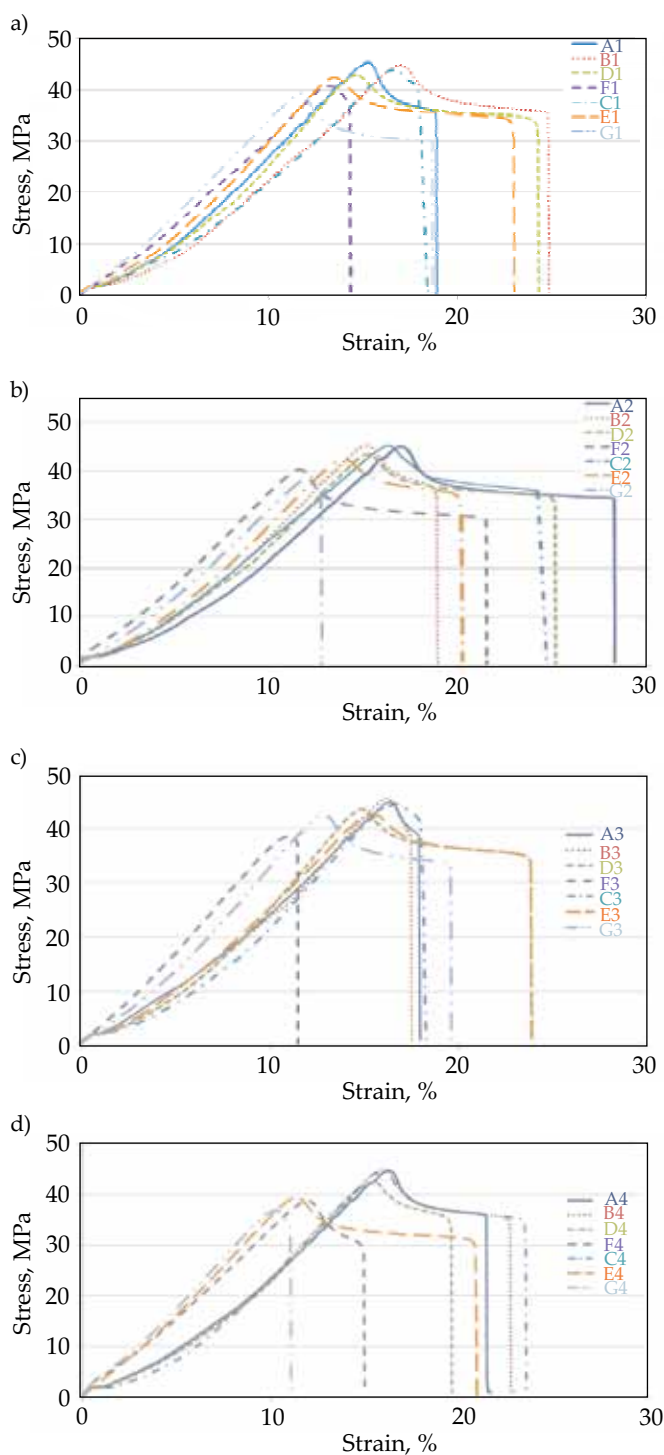 a)
50
40
30
20
10
0
Stress, MPa
A1
B1
D1
F1
C1
E1
G1
10
20
30
Strain, %
b)
50
40
30
20
10
0
Stress, MPa
A2
B2
D2
F2
C2
E2
G2
0
10
20
30
Strain, %
c)
50
40
30
20
10
0
Stress, MPa
A3
B3
D3
F3
C3
E3
G3
0
10
20
30
Strain, %
d)
50
40
30
20
10
0
Stress, MPa
A4
B4
D4
F4
C4
E4
G4
0
10
20
30
Strain, %